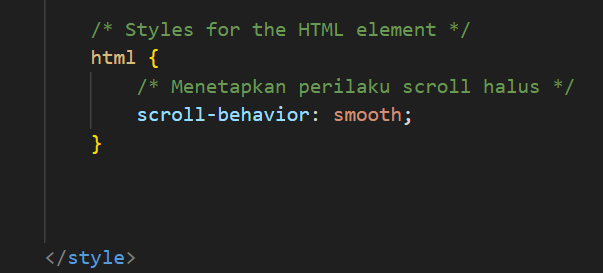 /* Styles for the HTML element */
html {
/* Menetapkan perilaku scroll halus */
scroll-behavior: smooth;
}
</style>